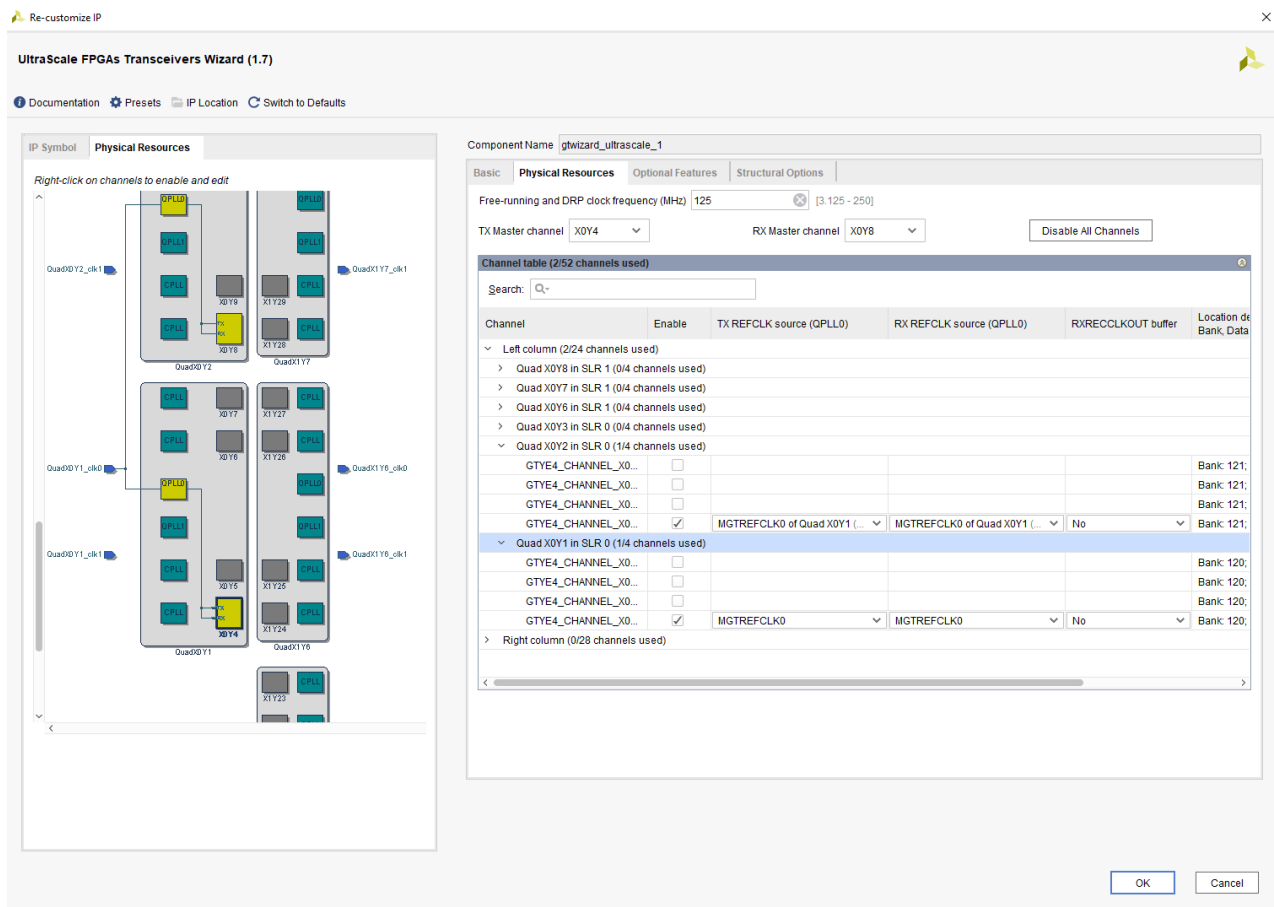 Re-customize IP
UltraScale FPGAs Transceivers Wizard (1.7)
Documentation Presets IP Location Switch to Defaults
IP Symbol Physical Resources
Right-click on channels to enable and edit
QPLL0 QPLL0
QPLL1 QPLL1
QuadX0Y2_clk1 QuadX1Y7_clk1
CPLL CPLL
X0Y9 X1Y29
CPLL TX RX CPLL
X0Y8 X1Y28
QuadX0Y2 QuadX1Y7
CPLL CPLL
X0Y7 X1Y27
CPLL CPLL
X0Y6 X1Y26
QuadX0Y1_clk0 QuadX1Y6_clk0
QPLL0 QPLL0
QPLL1 QPLL1
QuadX0Y1_clk1 QuadX1Y6_clk1
CPLL CPLL
X0Y5 X1Y25
CPLL TX RX CPLL
X0Y4 X1Y24
QuadX0Y1 QuadX1Y6
CPLL
X1Y23
Component Name gtwizard_ultrascale_1
Basic Physical Resources Optional Features Structural Options
Free-running and DRP clock frequency (MHz) 125 [3.125 - 250]
TX Master channel X0Y4 RX Master channel X0Y8 Disable All Channels
Channel table (2/52 channels used)
Search:
Channel Enable TX REFCLK source (QPLL0) RX REFCLK source (QPLL0) RXRECCLKOUT buffer Location de
Bank, Data
Left column (2/24 channels used)
Quad X0Y8 in SLR 1 (0/4 channels used)
Quad X0Y7 in SLR 1 (0/4 channels used)
Quad X0Y6 in SLR 1 (0/4 channels used)
Quad X0Y3 in SLR 0 (0/4 channels used)
Quad X0Y2 in SLR 0 (1/4 channels used)
GTYE4_CHANNEL_X0... Bank: 121;
GTYE4_CHANNEL_X0... Bank: 121;
GTYE4_CHANNEL_X0... Bank: 121;
GTYE4_CHANNEL_X0... MGTREFCLK0 of Quad X0Y1 (... MGTREFCLK0 of Quad X0Y1 (... No Bank: 121;
Quad X0Y1 in SLR 0 (1/4 channels used)
GTYE4_CHANNEL_X0... Bank: 120;
GTYE4_CHANNEL_X0... Bank: 120;
GTYE4_CHANNEL_X0... Bank: 120;
GTYE4_CHANNEL_X0... MGTREFCLK0 MGTREFCLK0 No Bank: 120;
Right column (0/28 channels used)
OK Cancel